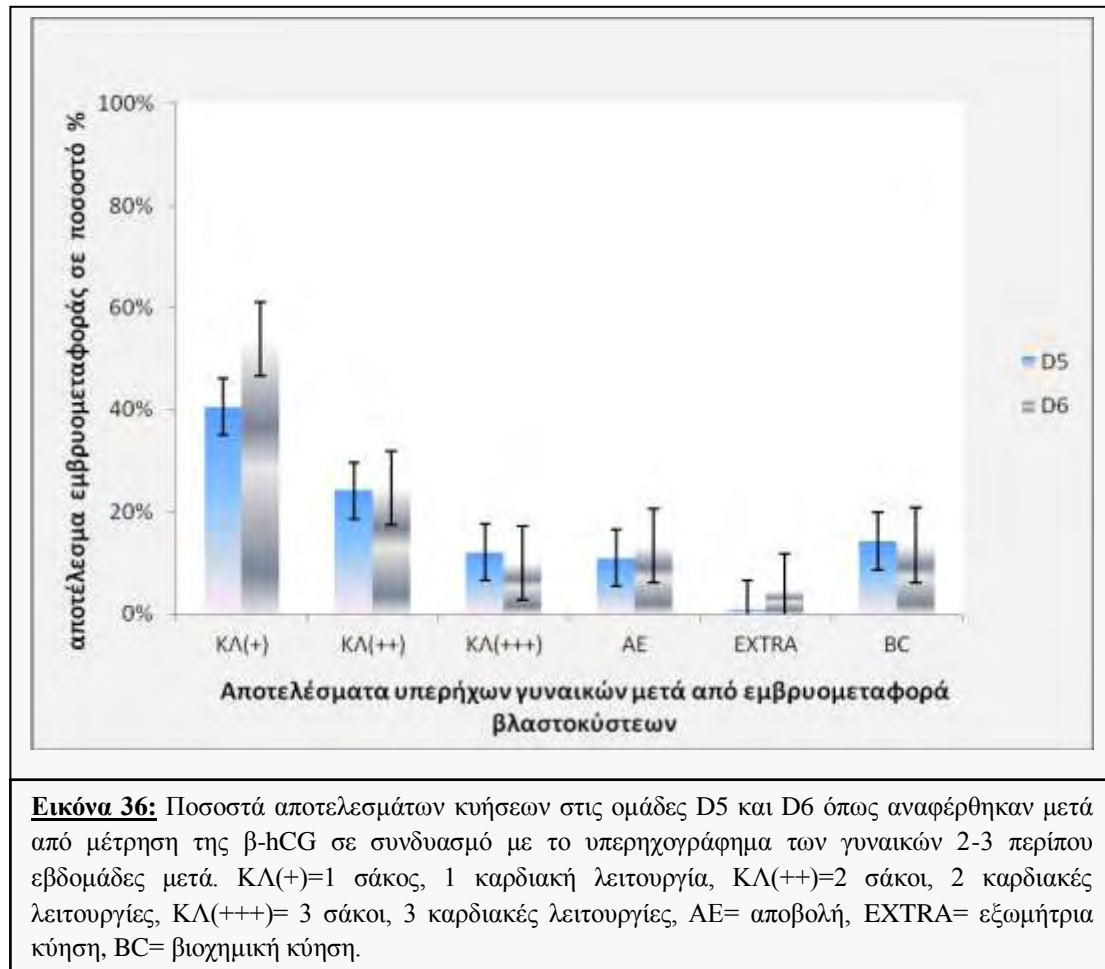 100%
80%
60%
40%
20%
0%
αποτέλεσμα εμβρυομεταφοράς σε ποσοστό %
D5
D6
ΚΛ(+) ΚΛ(++) ΚΛ(+++) ΑΕ EXTRA BC
Αποτελέσματα υπερήχων γυναικών μετά από εμβρυομεταφορά
βλαστοκύστεων
Εικόνα 36: Ποσοστά αποτελεσμάτων κυήσεων στις ομάδες D5 και D6 όπως αναφέρθηκαν μετά
από μέτρηση της β-hCG σε συνδυασμό με το υπερηχογράφημα των γυναικών 2-3 περίπου
εβδομάδες μετά. ΚΛ(+)=1 σάκος, 1 καρδιακή λειτουργία, ΚΛ(++)=2 σάκοι, 2 καρδιακές
λειτουργίες, ΚΛ(+++)= 3 σάκοι, 3 καρδιακές λειτουργίες, ΑΕ= αποβολή, EXTRA= εξωμήτρια
κύηση, BC= βιοχημική κύηση.